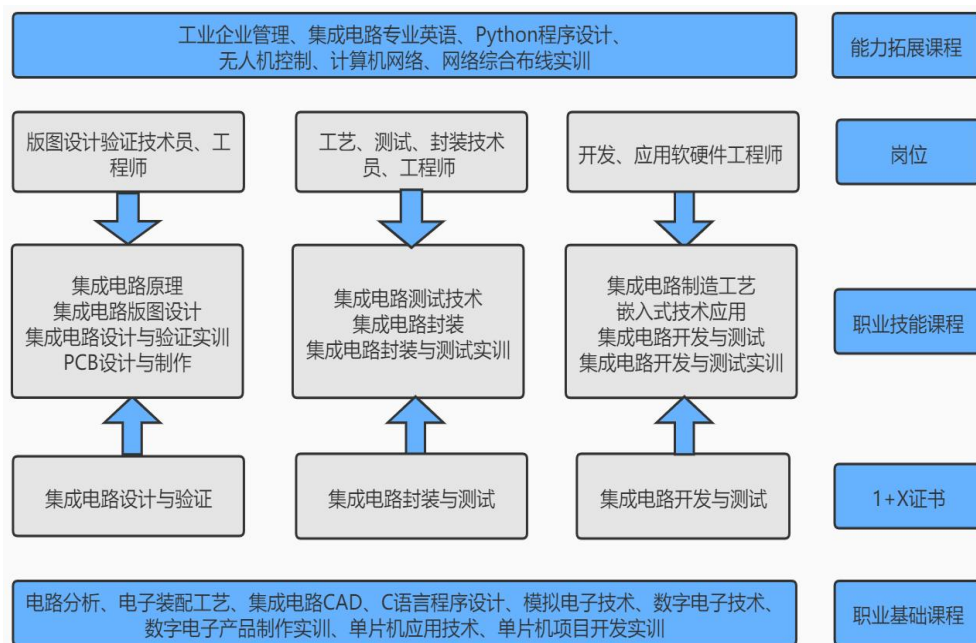 工业企业管理、集成电路专业英语、Python程序设计、
无人机控制、计算机网络、网络综合布线实训
能力拓展课程
版图设计验证技术员、工
程师
工艺、测试、封装技术
员、工程师
开发、应用软硬件工程师
岗位
集成电路原理
集成电路版图设计
集成电路设计与验证实训
PCB设计与制作
集成电路测试技术
集成电路封装
集成电路封装与测试实训
集成电路制造工艺
嵌入式技术应用
集成电路开发与测试
集成电路开发与测试实训
职业技能课程
集成电路设计与验证
集成电路封装与测试
集成电路开发与测试
1+X证书
电路分析、电子装配工艺、集成电路CAD、C语言程序设计、模拟电子技术、数字电子技术、
数字电子产品制作实训、单片机应用技术、单片机项目开发实训
职业基础课程